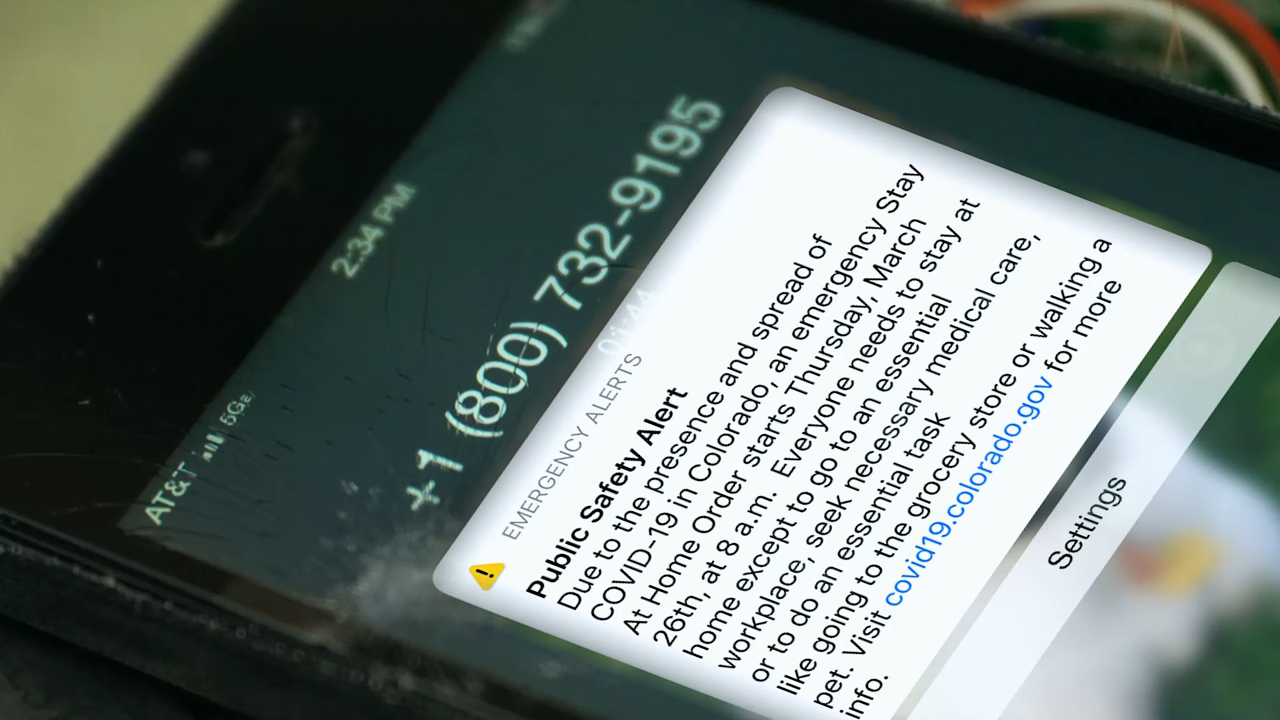 AT&T 5GE
2:34 PM
+1 (800) 732-9195
EMERGENCY ALERTS
Public Safety Alert
Due to the presence and spread of
COVID-19 in Colorado, an emergency Stay
At Home Order starts Thursday, March
26th, at 8 a.m. Everyone needs to stay at
home except to go to an essential
workplace, seek necessary medical care,
or to do an essential task
like going to the grocery store or walking a
pet. Visit covid19.colorado.gov for more
info.
Settings